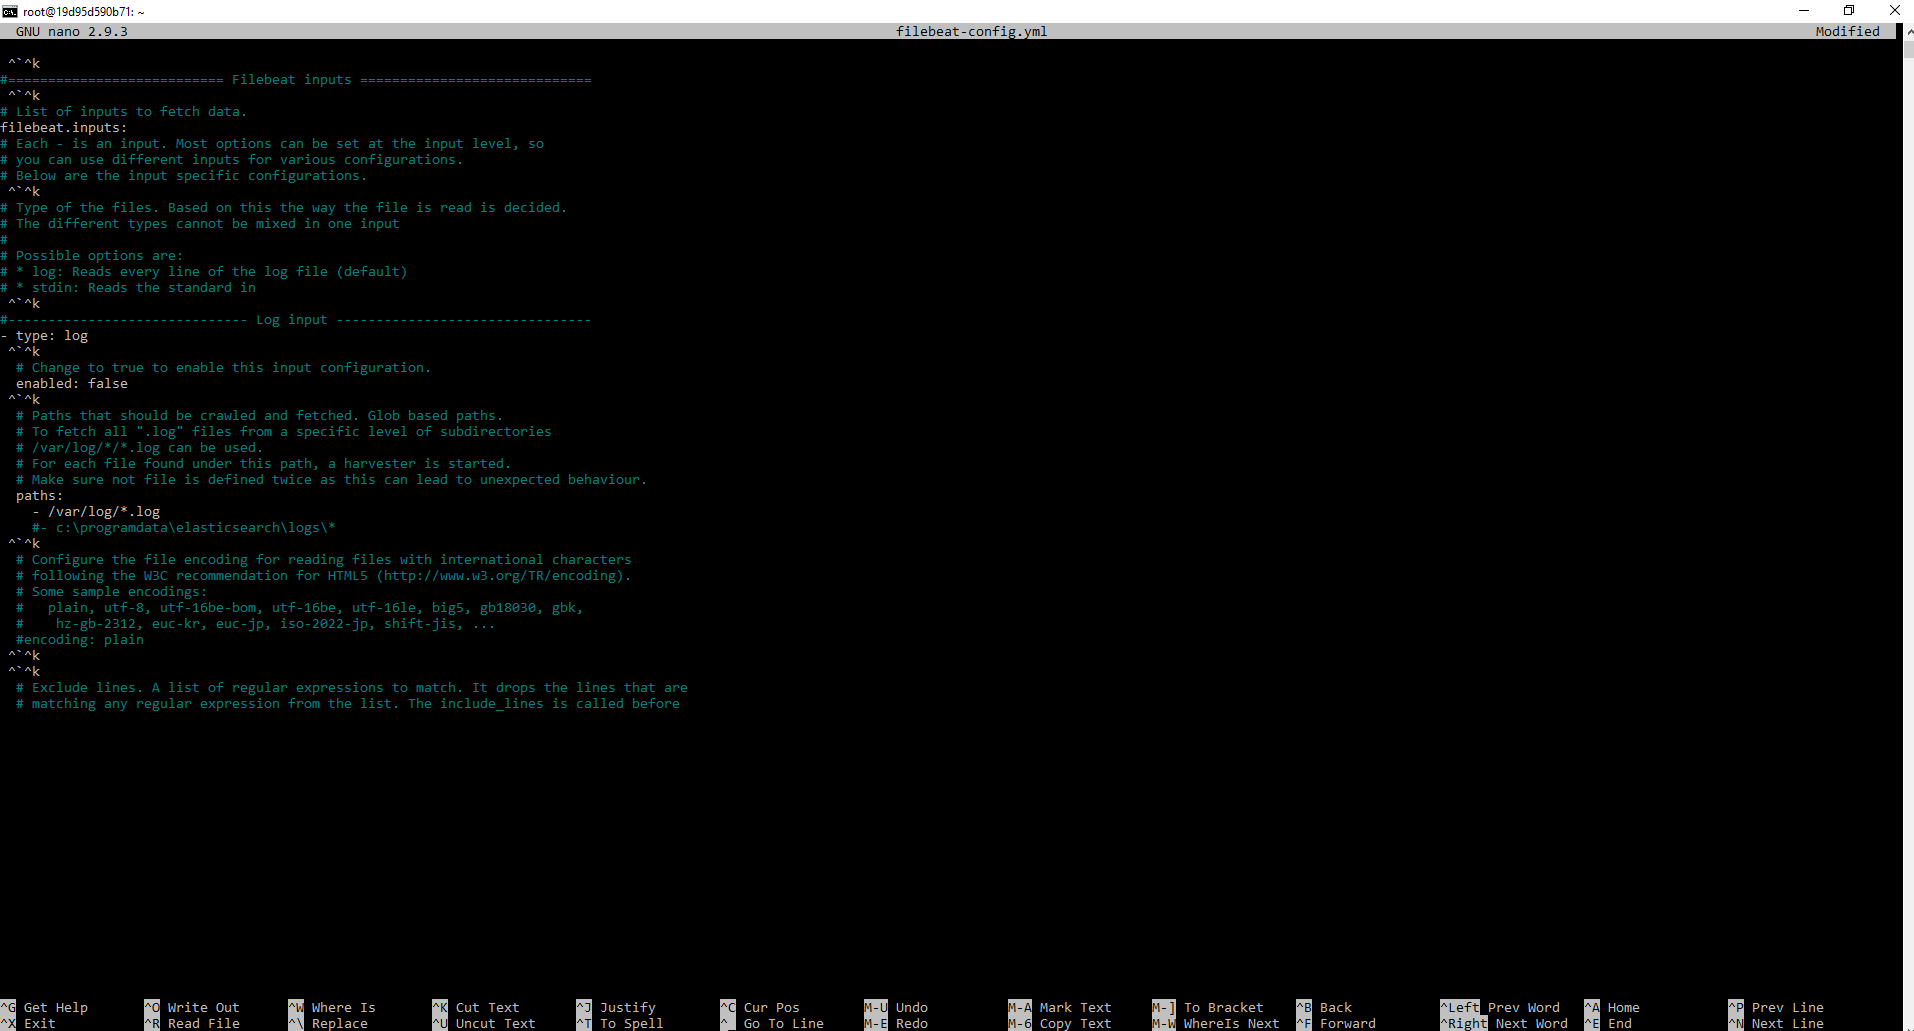 root@19d95d590b71: ~
GNU nano 2.9.3 filebeat-config.yml Modified
^`^k
#=========================== Filebeat inputs =============================
^`^k
# List of inputs to fetch data.
filebeat.inputs:
# Each - is an input. Most options can be set at the input level, so
# you can use different inputs for various configurations.
# Below are the input specific configurations.
^`^k
# Type of the files. Based on this the way the file is read is decided.
# The different types cannot be mixed in one input
#
# Possible options are:
# * log: Reads every line of the log file (default)
# * stdin: Reads the standard in
^`^k
#------------------------------ Log input --------------------------------
- type: log
^`^k
# Change to true to enable this input configuration.
enabled: false
^`^k
# Paths that should be crawled and fetched. Glob based paths.
# To fetch all ".log" files from a specific level of subdirectories
# /var/log/*/*.log can be used.
# For each file found under this path, a harvester is started.
# Make sure not file is defined twice as this can lead to unexpected behaviour.
paths:
- /var/log/*.log
#- c:\programdata\elasticsearch\logs\*
^`^k
# Configure the file encoding for reading files with international characters
# following the W3C recommendation for HTML5 (http://www.w3.org/TR/encoding).
# Some sample encodings:
# plain, utf-8, utf-16be-bom, utf-16be, utf-16le, big5, gb18030, gbk,
# hz-gb-2312, euc-kr, euc-jp, iso-2022-jp, shift-jis, ...
#encoding: plain
^`^k
^`^k
# Exclude lines. A list of regular expressions to match. It drops the lines that are
# matching any regular expression from the list. The include_lines is called before
^G Get Help ^O Write Out ^W Where Is ^K Cut Text ^J Justify ^C Cur Pos M-U Undo M-A Mark Text M-] To Bracket ^B Back ^Left Prev Word ^A Home ^P Prev Line
^X Exit ^R Read File ^\ Replace ^U Uncut Text ^T To Spell ^_ Go To Line M-E Redo M-6 Copy Text M-W WhereIs Next ^F Forward ^Right Next Word ^E End ^N Next Line